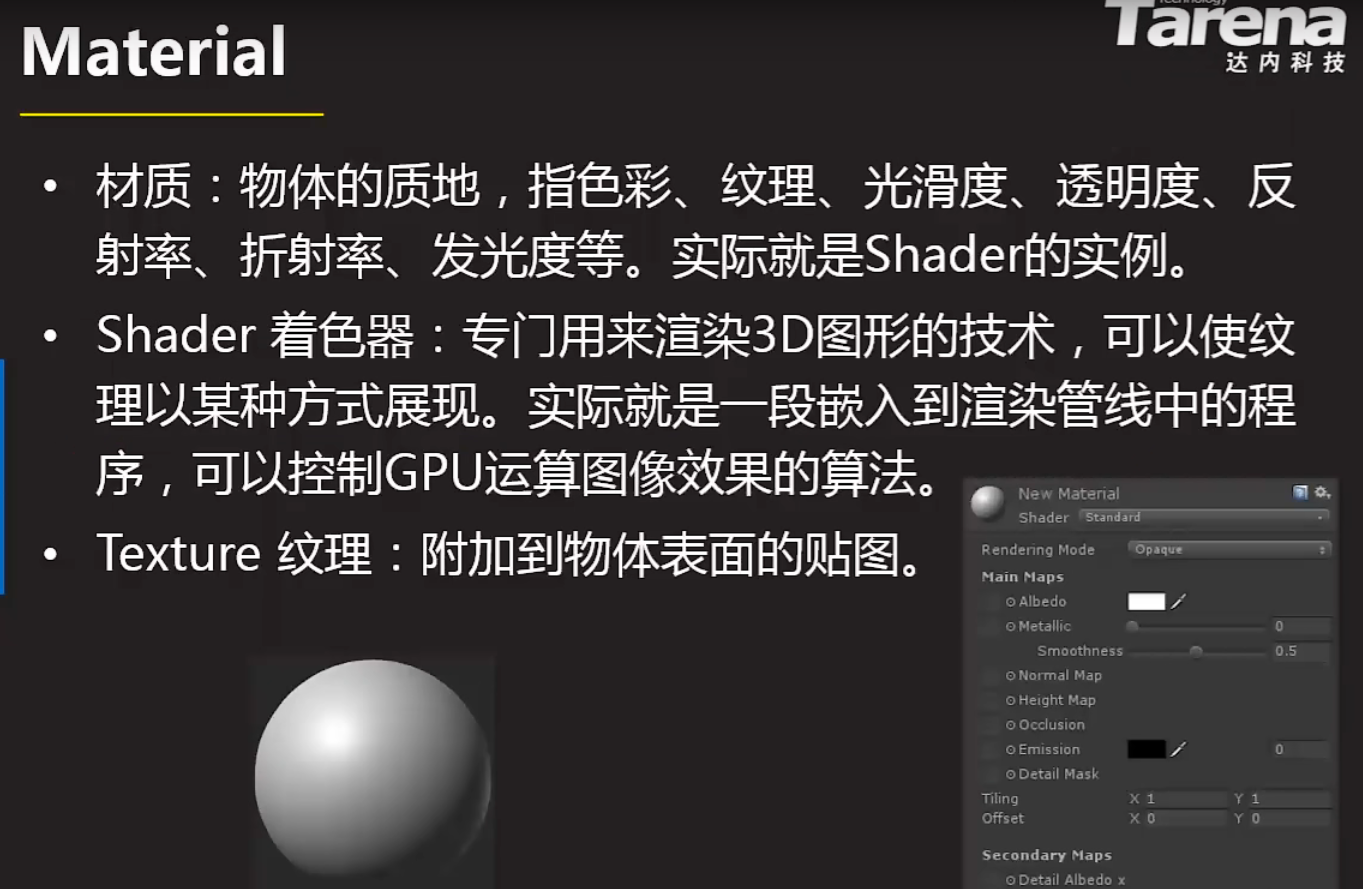 Technology
Tarena
达内科技
Material
• 材质：物体的质地，指色彩、纹理、光滑度、透明度、反
射率、折射率、发光度等。实际就是Shader的实例。
• Shader 着色器：专门用来渲染3D图形的技术，可以使纹
理以某种方式展现。实际就是一段嵌入到渲染管线中的程
序，可以控制GPU运算图像效果的算法。
• Texture 纹理：附加到物体表面的贴图。
New Material
Shader Standard
Rendering Mode Opaque
Main Maps
Albedo
Metallic 0
Smoothness 0.5
Normal Map
Height Map
Occlusion
Emission 0
Detail Mask
Tiling X 1 Y 1
Offset X 0 Y 0
Secondary Maps
Detail Albedo x